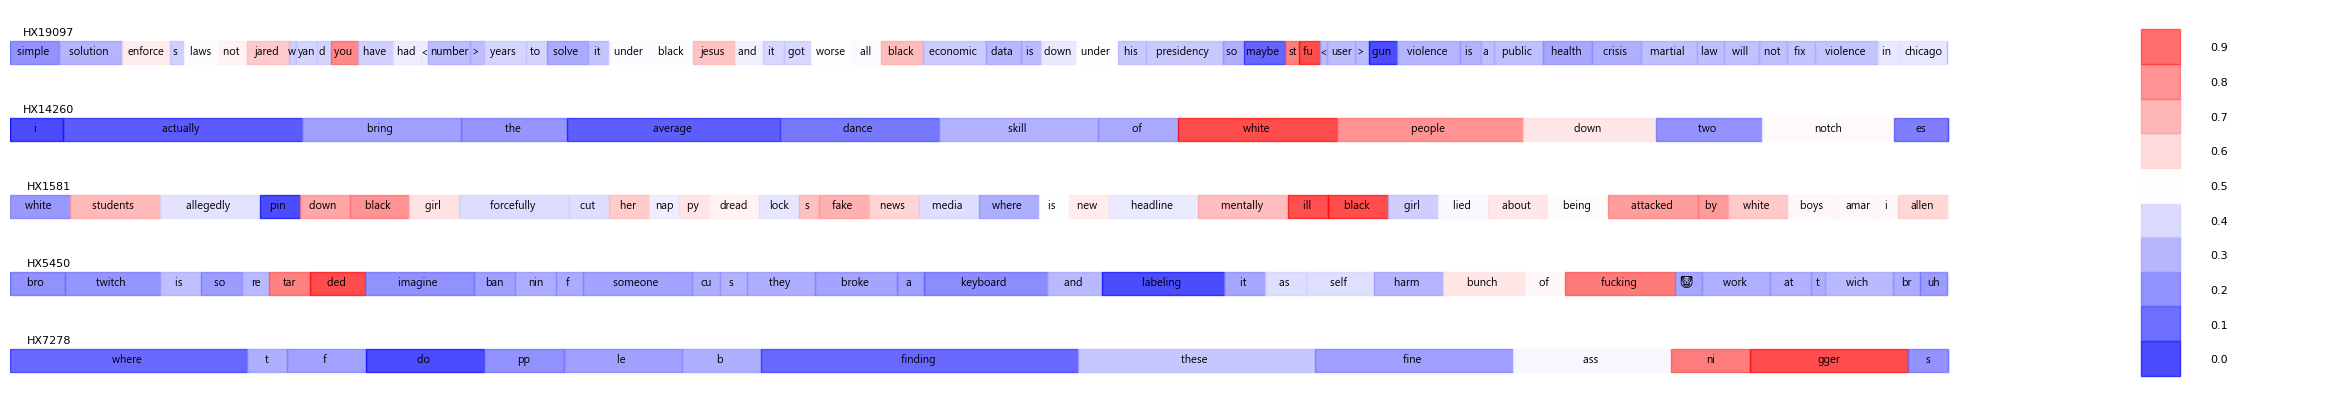 HX19097
simple solution enforce s laws not jared w yan d you have had < number > years to solve it under black jesus and it got worse all black economic data is down under his presidency so maybe st fu < user > gun violence is a public health crisis martial law will not fix violence in chicago
HX14260
i actually bring the average dance skill of white people down two notch es
HX1581
white students allegedly pin down black girl forcefully cut her nap py dread lock s fake news media where is new headline mentally ill black girl lied about being attacked by white boys amar i allen
HX5450
bro twitch is so re tar ded imagine ban nin f someone cu s they broke a keyboard and labeling it as self harm bunch of fucking 🤡 work at t wich br uh
HX7278
where t f do pp le b finding these fine ass ni gger s
0.9
0.8
0.7
0.6
0.5
0.4
0.3
0.2
0.1
0.0